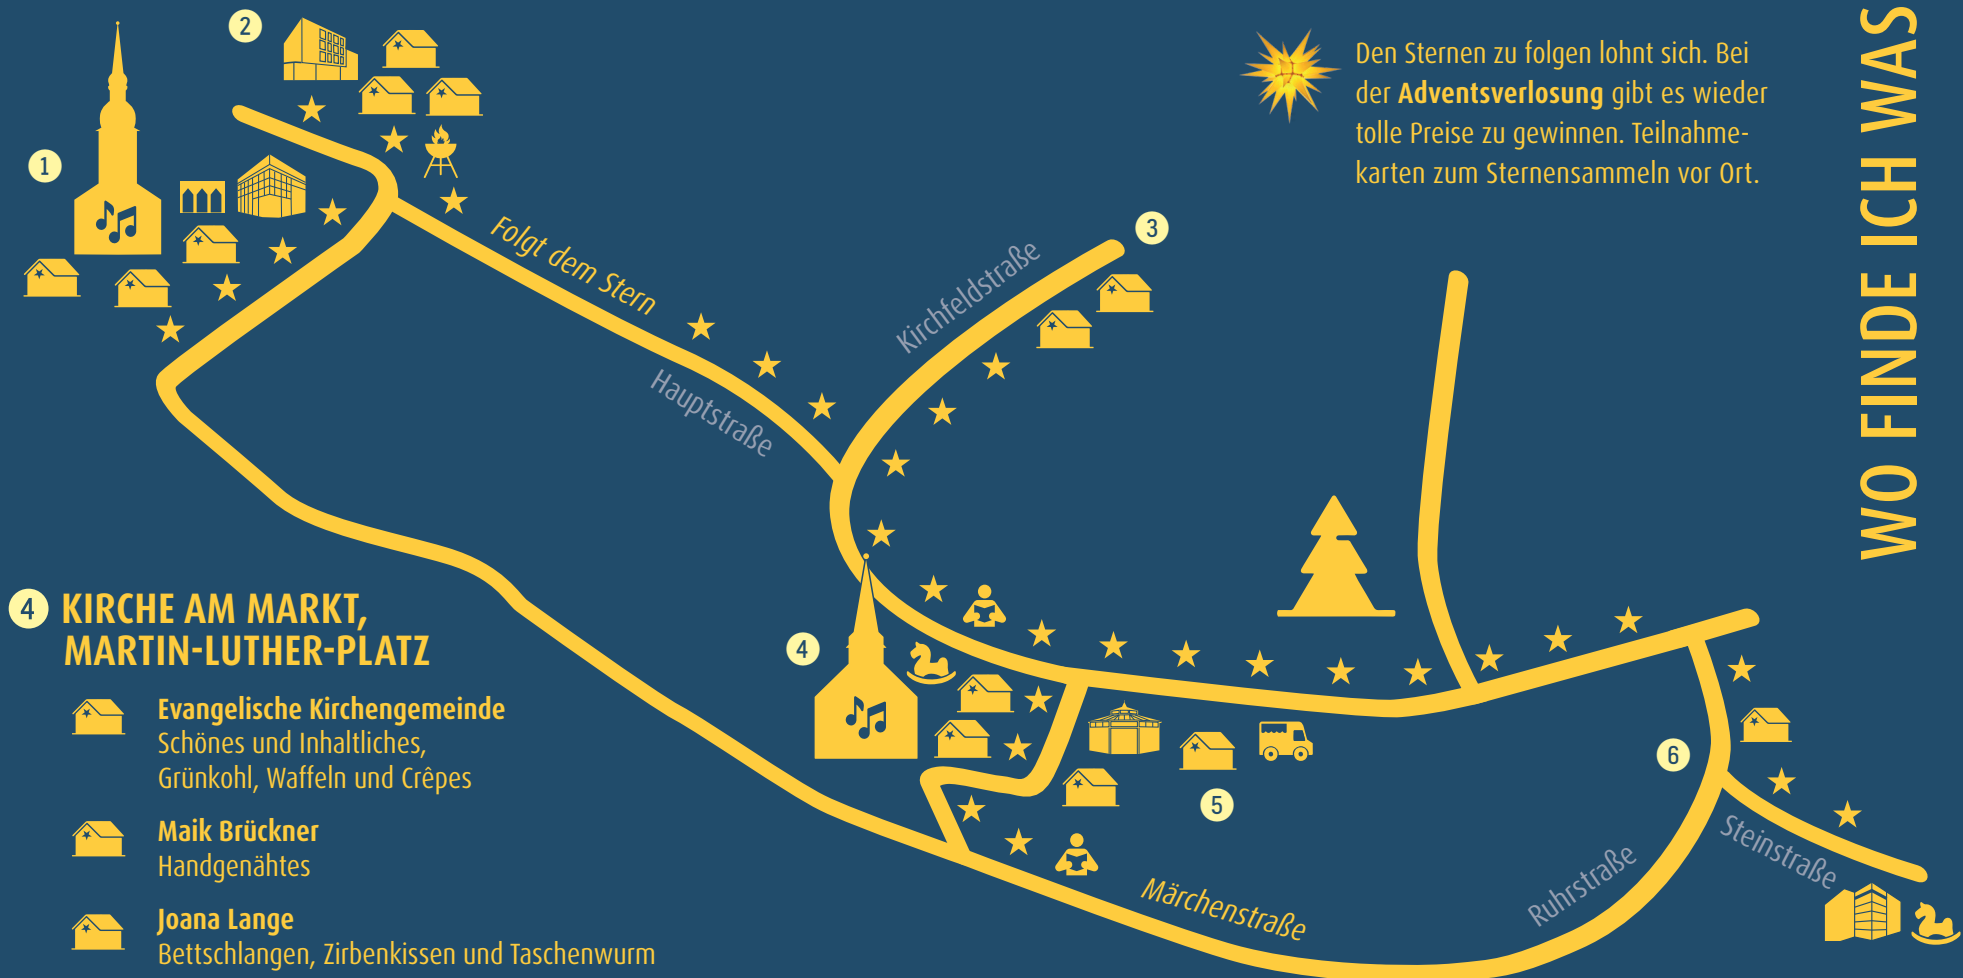 WO FINDE ICH WAS
Den Sternen zu folgen lohnt sich. Bei
der Adventsverlosung gibt es wieder
tolle Preise zu gewinnen. Teilnahme-
karten zum Sternensammeln vor Ort.
1
2
3
4
5
6
Folgt dem Stern
Hauptstraße
Kirchfeldstraße
Märchenstraße
Ruhrstraße
Steinstraße
4 KIRCHE AM MARKT,
MARTIN-LUTHER-PLATZ
Evangelische Kirchengemeinde
Schönes und Inhaltliches,
Grünkohl, Waffeln und Crêpes
Maik Brückner
Handgenähtes
Joana Lange
Bettschlangen, Zirbenkissen und Taschenwurm